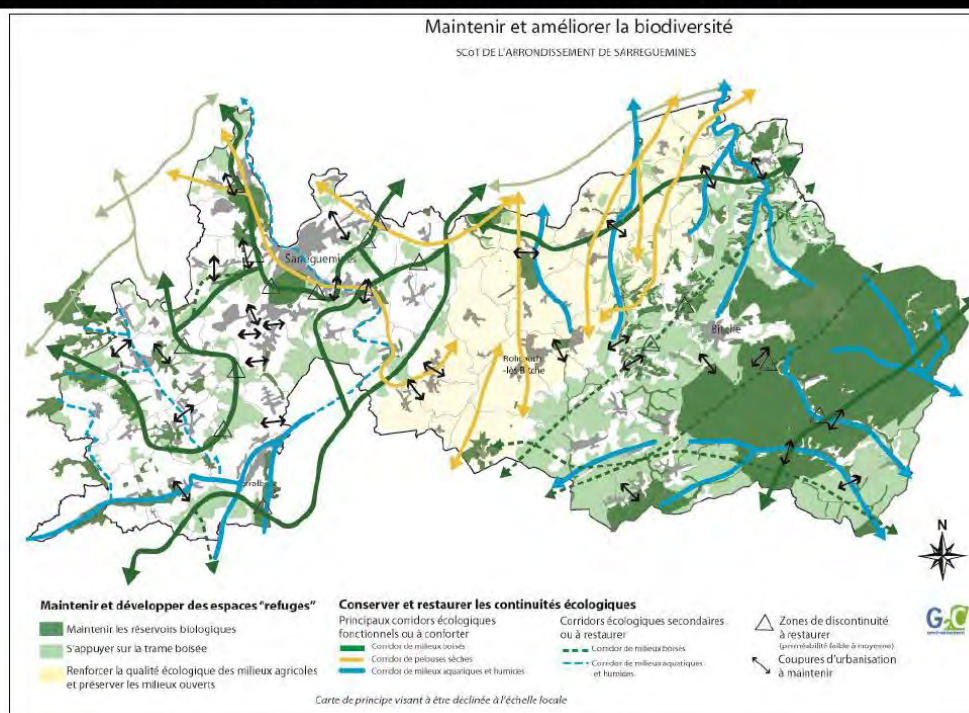 Maintenir et améliorer la biodiversité
SCoT DE L'ARRONDISSEMENT DE SARREGUEMINES
Sarreguemines
Bitche
Rohrbach
-lès-Bitche
N
Maintenir et développer des espaces "refuges"
Maintenir les réservoirs biologiques
S'appuyer sur la trame boisée
Renforcer la qualité écologique des milieux agricoles
et préserver les milieux ouverts
Conserver et restaurer les continuités écologiques
Principaux corridors écologiques
fonctionnels ou à conforter
Corridor de milieux boisés
Corridor de pelouses sèches
Corridor de milieux aquatiques et humides
Corridors écologiques secondaires
ou à restaurer
Corridor de milieux boisés
Corridor de milieux aquatiques
et humides
Zones de discontinuité
à restaurer
(perméabilité faible à moyenne)
Coupures d'urbanisation
à maintenir
G2C
Carte de principe visant à être déclinée à l'échelle locale